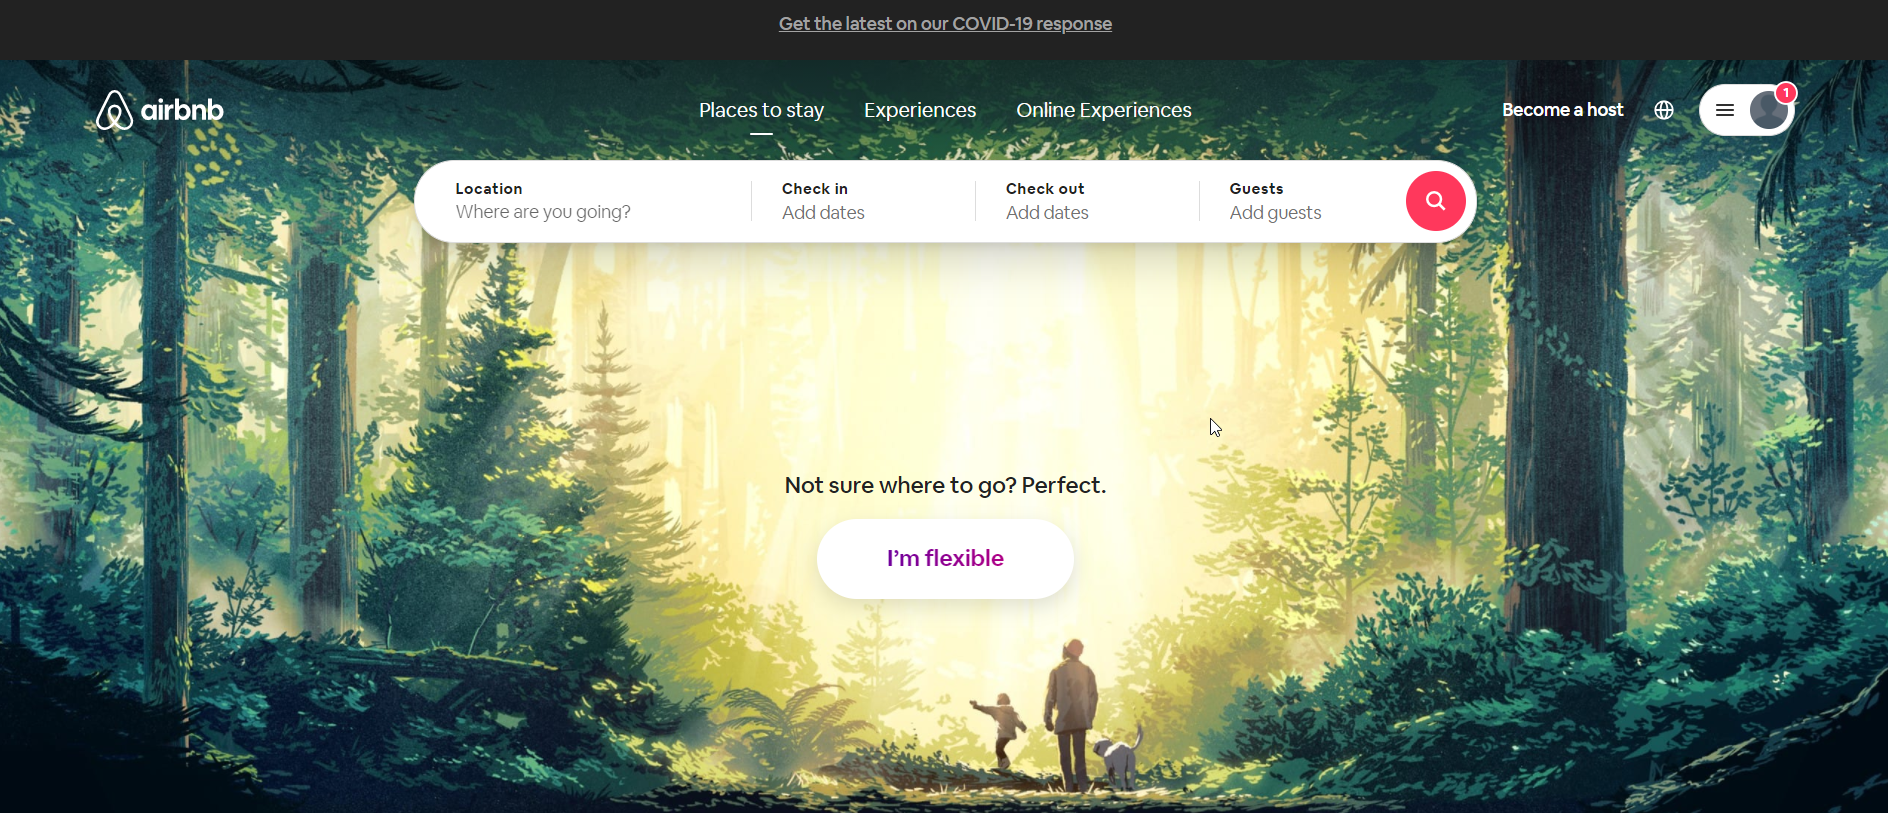 Get the latest on our COVID-19 response
airbnb
Places to stay
Experiences
Online Experiences
Become a host
1
Location
Where are you going?
Check in
Add dates
Check out
Add dates
Guests
Add guests
Not sure where to go? Perfect.
I'm flexible